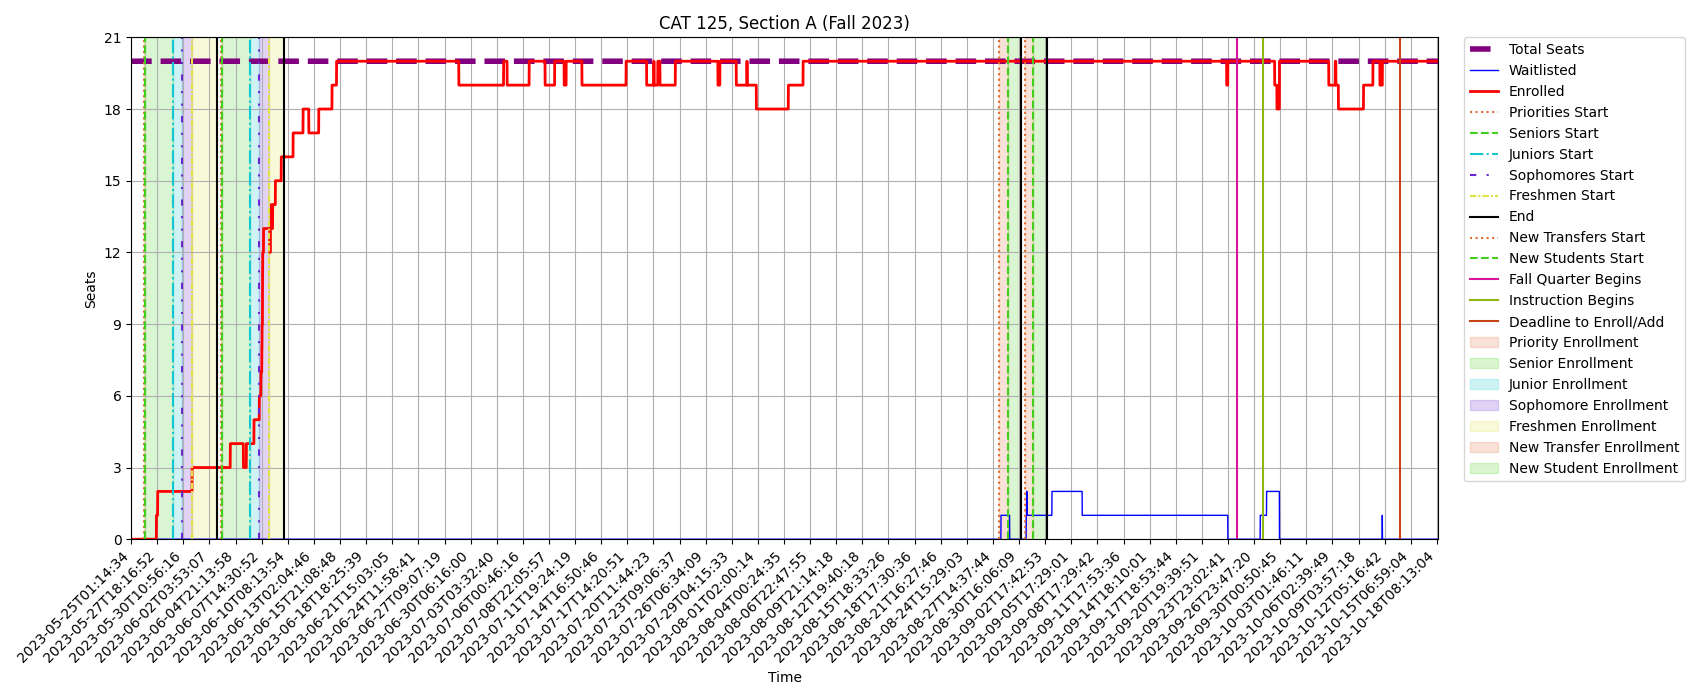 CAT 125, Section A (Fall 2023)
21
18
15
12
9
6
3
0
Seats
2023-05-25T01:14:34
2023-05-27T18:16:52
2023-05-30T10:56:16
2023-06-02T03:53:07
2023-06-04T21:13:58
2023-06-07T14:30:52
2023-06-10T08:13:54
2023-06-13T02:04:46
2023-06-15T21:08:48
2023-06-18T18:25:39
2023-06-21T15:03:05
2023-06-24T11:58:41
2023-06-27T09:07:19
2023-06-30T06:16:00
2023-07-03T03:32:40
2023-07-06T00:46:16
2023-07-08T22:05:57
2023-07-11T19:24:19
2023-07-14T16:50:46
2023-07-17T14:20:51
2023-07-20T11:44:23
2023-07-23T09:06:37
2023-07-26T06:34:09
2023-07-29T04:15:33
2023-08-01T02:00:14
2023-08-04T00:24:35
2023-08-06T22:47:55
2023-08-09T21:14:18
2023-08-12T19:40:18
2023-08-15T18:33:26
2023-08-18T17:30:36
2023-08-21T16:27:46
2023-08-24T15:29:03
2023-08-27T14:37:44
2023-08-30T16:06:09
2023-09-02T17:42:53
2023-09-05T17:29:01
2023-09-08T17:29:42
2023-09-11T17:53:36
2023-09-14T18:10:01
2023-09-17T18:53:44
2023-09-20T19:39:51
2023-09-23T23:02:41
2023-09-26T23:47:20
2023-09-30T00:50:45
2023-10-03T01:46:11
2023-10-06T02:39:49
2023-10-09T03:57:18
2023-10-12T05:16:42
2023-10-15T06:59:04
2023-10-18T08:13:04
Time
Total Seats
Waitlisted
Enrolled
Priorities Start
Seniors Start
Juniors Start
Sophomores Start
Freshmen Start
End
New Transfers Start
New Students Start
Fall Quarter Begins
Instruction Begins
Deadline to Enroll/Add
Priority Enrollment
Senior Enrollment
Junior Enrollment
Sophomore Enrollment
Freshmen Enrollment
New Transfer Enrollment
New Student Enrollment